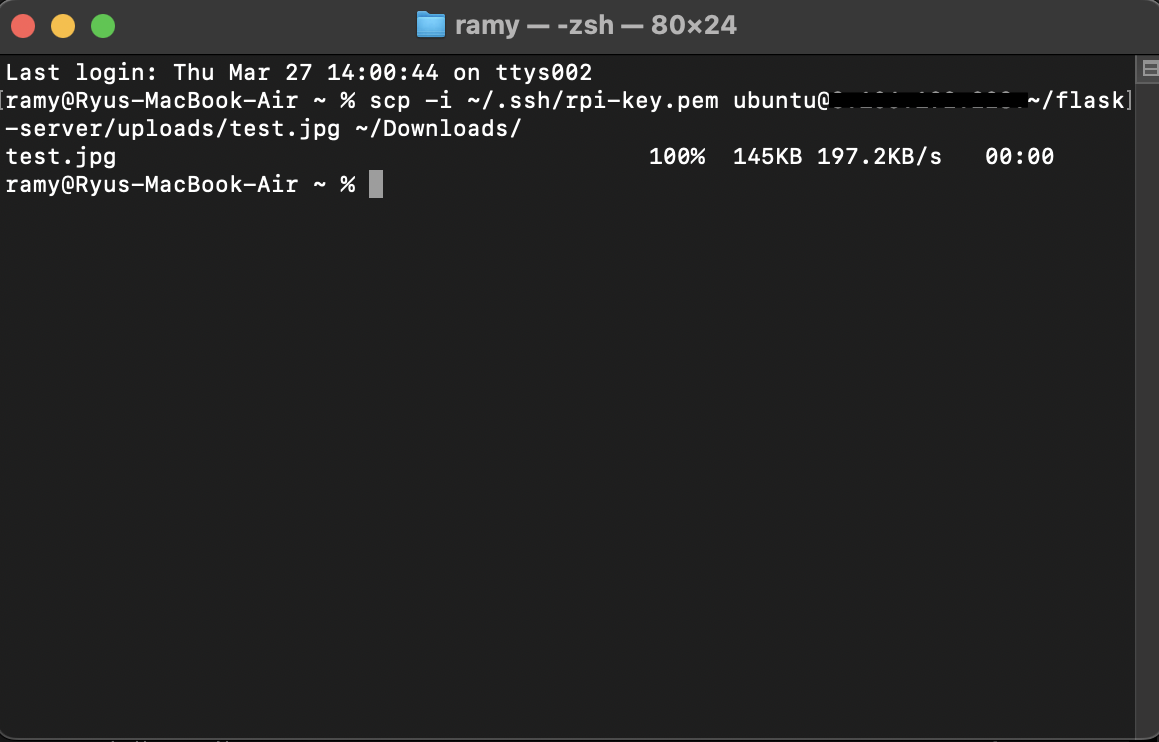 ramy — -zsh — 80×24
Last login: Thu Mar 27 14:00:44 on ttys002
[ramy@Ryus-MacBook-Air ~ % scp -i ~/.ssh/rpi-key.pem ubuntu@ ~/flask]
-server/uploads/test.jpg ~/Downloads/
test.jpg 100% 145KB 197.2KB/s 00:00
ramy@Ryus-MacBook-Air ~ %